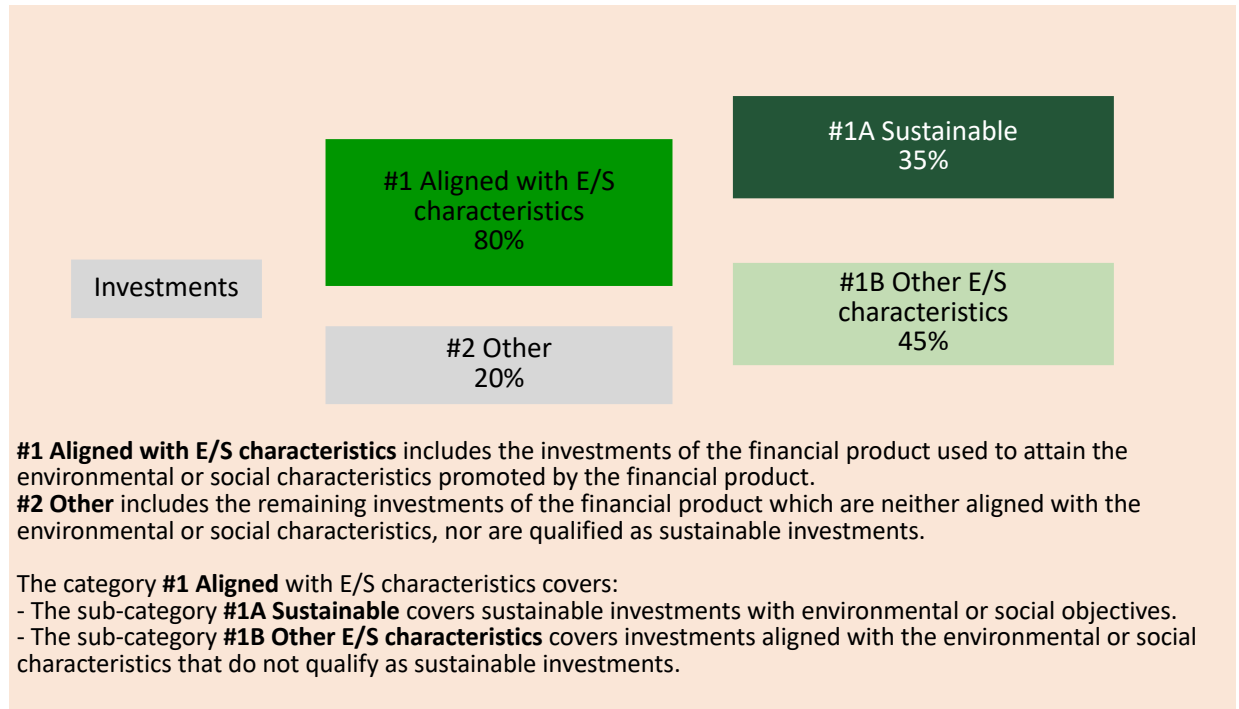 #1A Sustainable
35%
#1 Aligned with E/S
characteristics
80%
Investments
#1B Other E/S
characteristics
45%
#2 Other
20%
#1 Aligned with E/S characteristics includes the investments of the financial product used to attain the
environmental or social characteristics promoted by the financial product.
#2 Other includes the remaining investments of the financial product which are neither aligned with the
environmental or social characteristics, nor are qualified as sustainable investments.
The category #1 Aligned with E/S characteristics covers:
- The sub-category #1A Sustainable covers sustainable investments with environmental or social objectives.
- The sub-category #1B Other E/S characteristics covers investments aligned with the environmental or social
characteristics that do not qualify as sustainable investments.